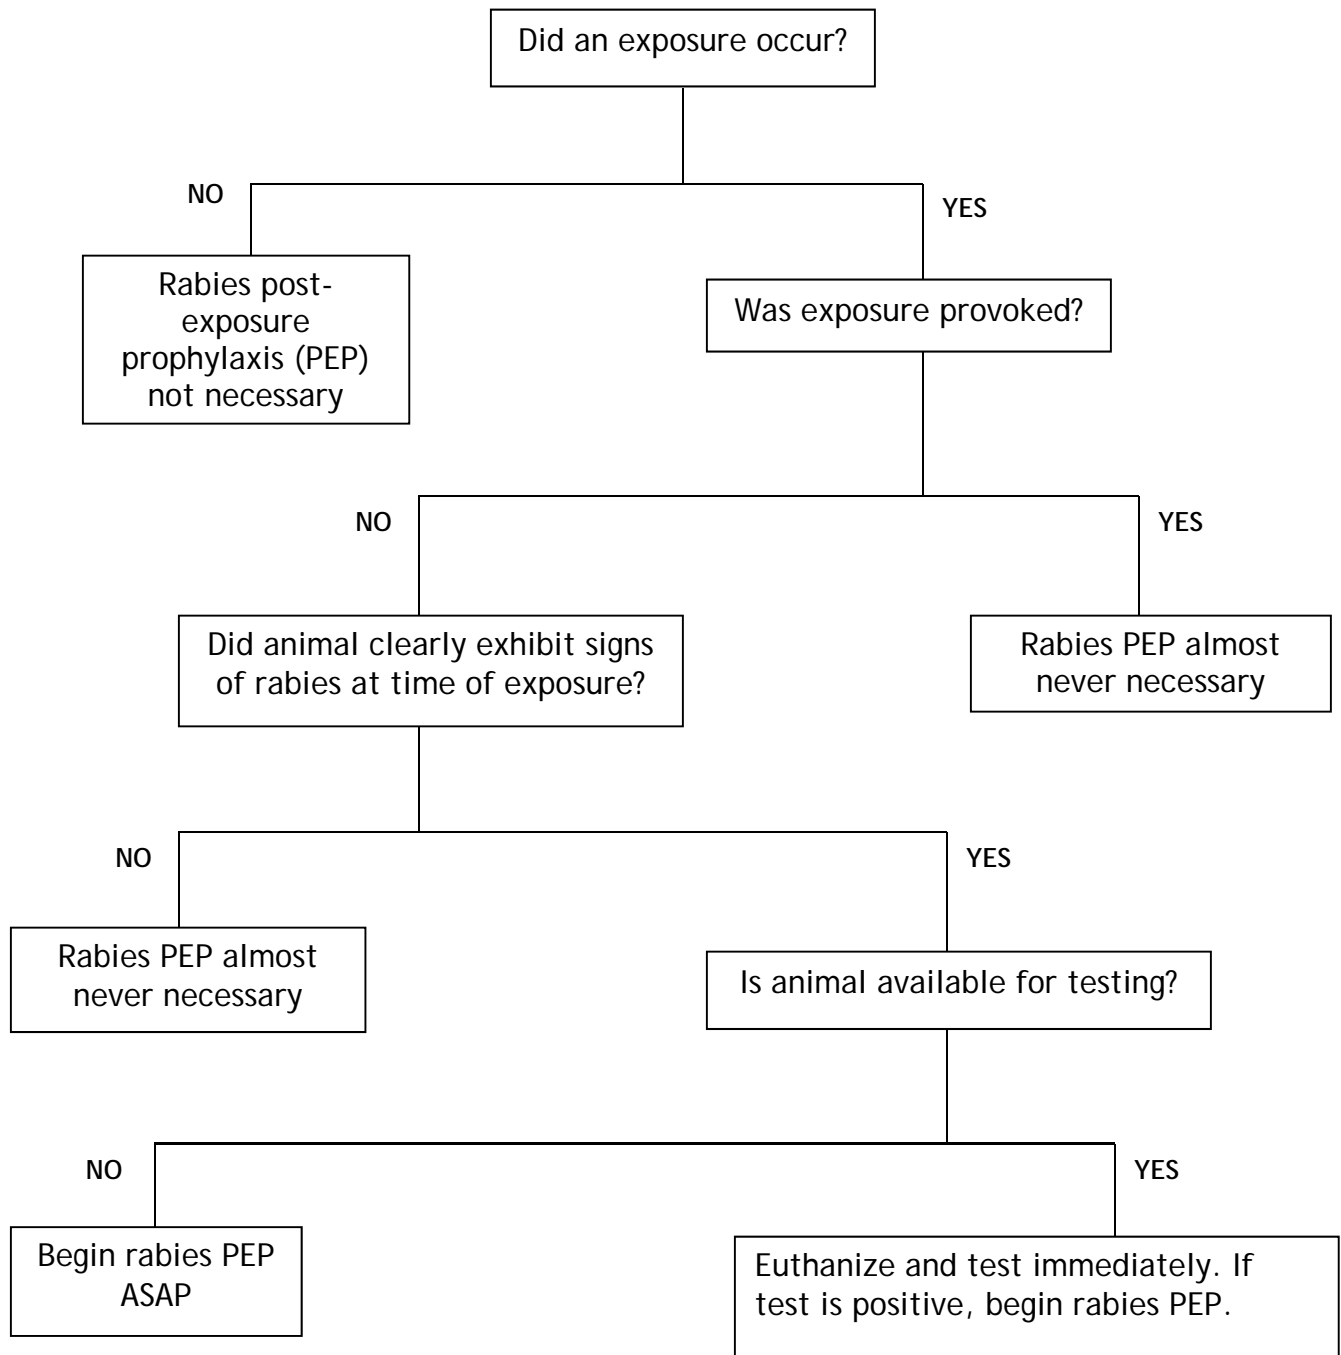 Did an exposure occur?
NO
YES
Rabies post-
exposure
prophylaxis (PEP)
not necessary
Was exposure provoked?
NO
YES
Did animal clearly exhibit signs
of rabies at time of exposure?
Rabies PEP almost
never necessary
NO
YES
Rabies PEP almost
never necessary
Is animal available for testing?
NO
YES
Begin rabies PEP
ASAP
Euthanize and test immediately. If
test is positive, begin rabies PEP.